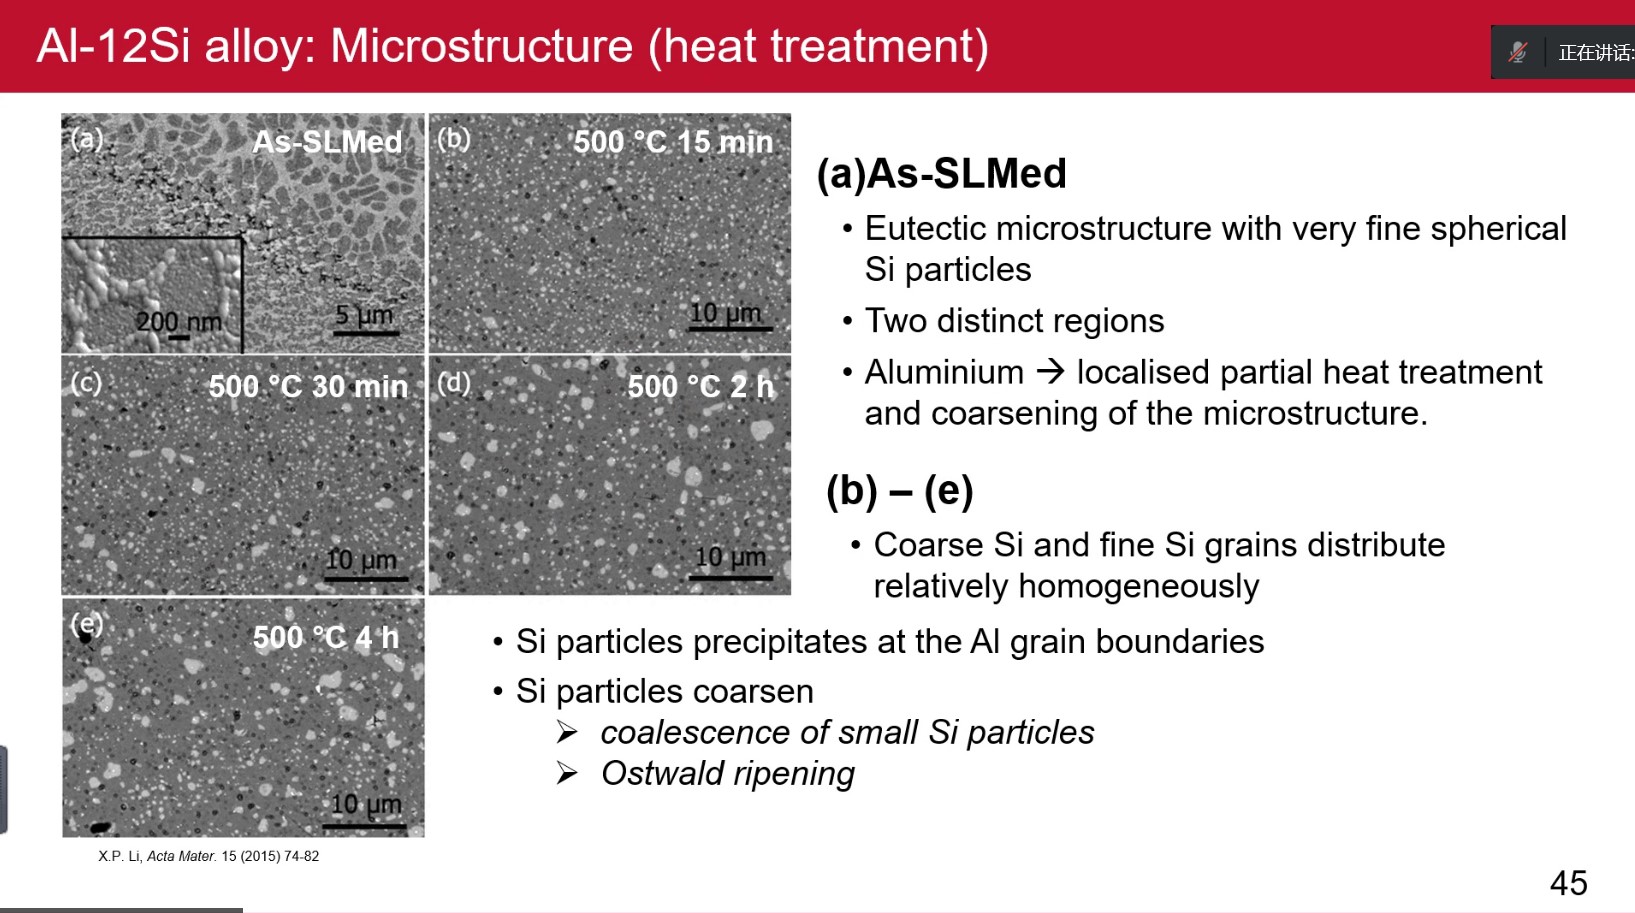 Al-12Si alloy: Microstructure (heat treatment)
正在讲话:
(a)
As-SLMed
200 nm
5 µm
(b)
500 °C 15 min
10 µm
(c)
500 °C 30 min
10 µm
(d)
500 °C 2 h
10 µm
(e)
500 °C 4 h
10 µm
X.P. Li, Acta Mater. 15 (2015) 74-82
(a)As-SLMed
• Eutectic microstructure with very fine spherical
Si particles
• Two distinct regions
• Aluminium → localised partial heat treatment
and coarsening of the microstructure.
(b) – (e)
• Coarse Si and fine Si grains distribute
relatively homogeneously
• Si particles precipitates at the Al grain boundaries
• Si particles coarsen
➢ coalescence of small Si particles
➢ Ostwald ripening
45